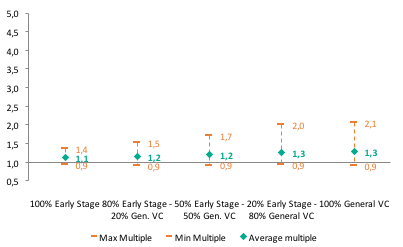 5,0
4,5
4,0
3,5
3,0
2,5
2,0
1,5
1,0
0,5
1,4 1,5 1,7 2,0 2,1
1,1 1,2 1,2 1,3 1,3
0,9 0,9 0,9 0,9 0,9
100% Early Stage 80% Early Stage - 50% Early Stage - 20% Early Stage - 100% General VC
20% Gen. VC 50% Gen. VC 80% General VC
Max Multiple Min Multiple Average multiple